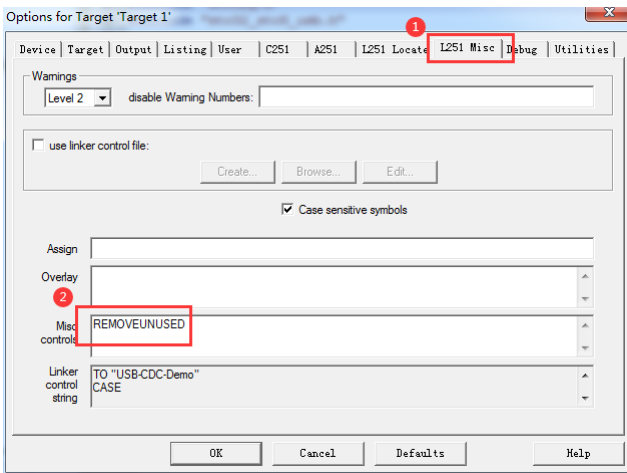 Options for Target 'Target 1'
1
Device | Target | Output | Listing | User | C251 | A251 | L251 Locate | L251 Misc | Debug | Utilities |
Warnings
Level 2 disable Warning Numbers:
use linker control file:
Create... Browse... Edit...
Case sensitive symbols
Assign
Overlay
2
Misc controls
REMOVEUNUSED
Linker control string
TO "USB-CDC-Demo"
CASE
OK Cancel Defaults Help